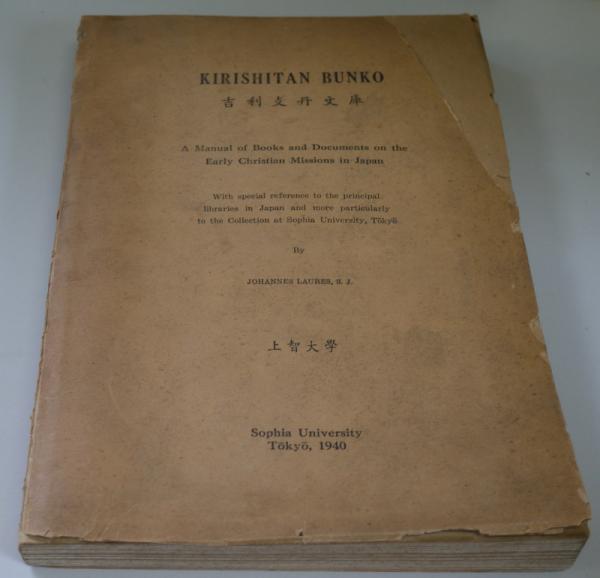 KIRISHITAN BUNKO
吉利支丹文庫
A Manual of Books and Documents on the
Early Christian Missions in Japan
With special reference to the principal
libraries in Japan and more particularly
to the Collection at Sophia University, Tōkyō
By
JOHANNES LAURES, S. J.
上智大學
Sophia University
Tōkyō, 1940